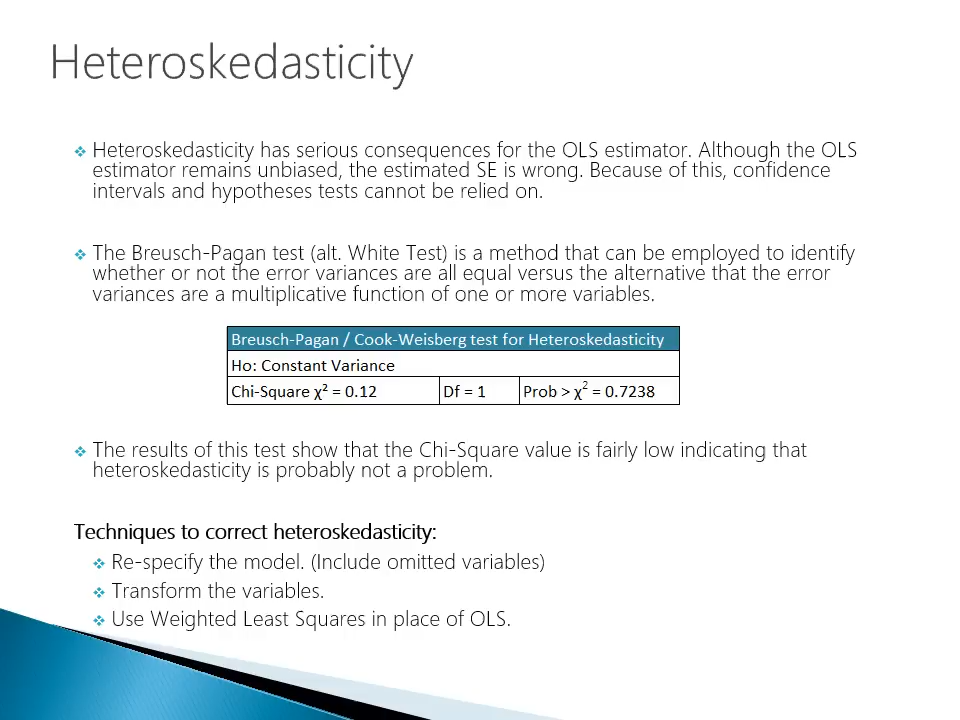 Heteroskedasticity
Heteroskedasticity has serious consequences for the OLS estimator. Although the OLS
estimator remains unbiased, the estimated SE is wrong. Because of this, confidence
intervals and hypotheses tests cannot be relied on.
The Breusch-Pagan test (alt. White Test) is a method that can be employed to identify
whether or not the error variances are all equal versus the alternative that the error
variances are a multiplicative function of one or more variables.
Breusch-Pagan / Cook-Weisberg test for Heteroskedasticity
Ho: Constant Variance
Chi-Square χ² = 0.12 Df = 1 Prob > χ² = 0.7238
The results of this test show that the Chi-Square value is fairly low indicating that
heteroskedasticity is probably not a problem.
Techniques to correct heteroskedasticity:
Re-specify the model. (Include omitted variables)
Transform the variables.
Use Weighted Least Squares in place of OLS.